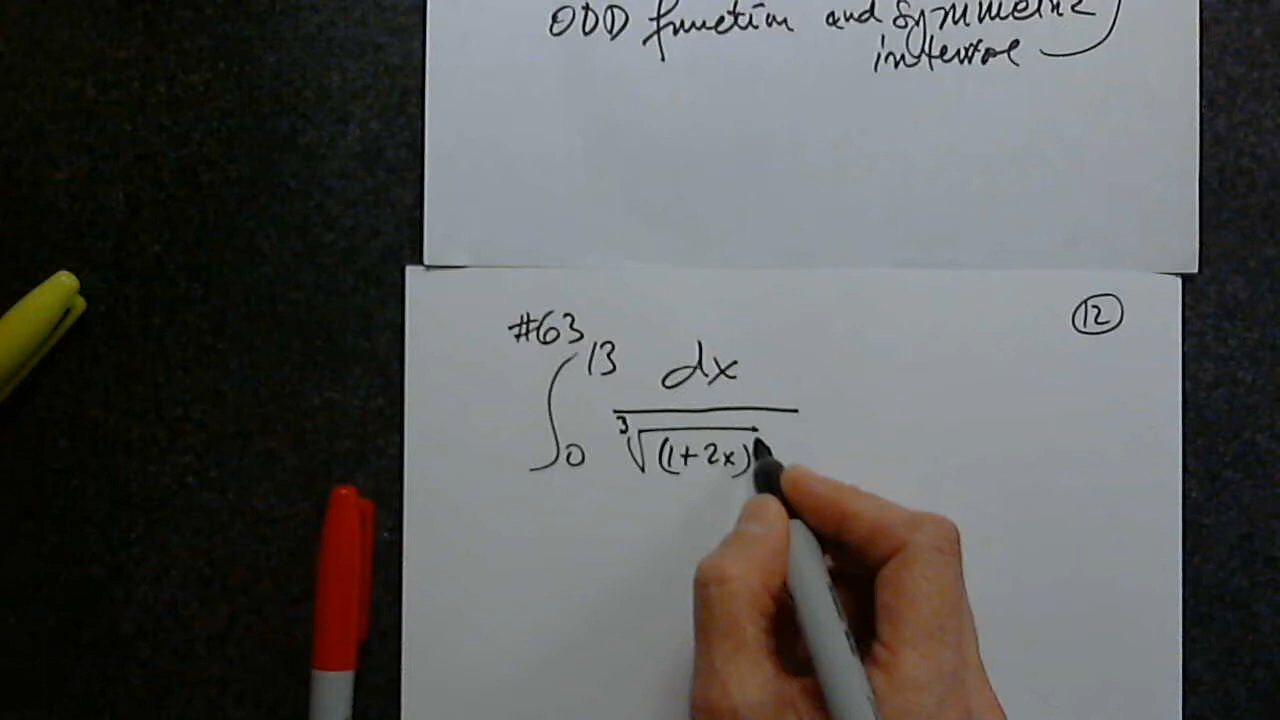 ODD function and symmetric
interval
#63
12
∫₀¹³ dx / ∛(1+2x)